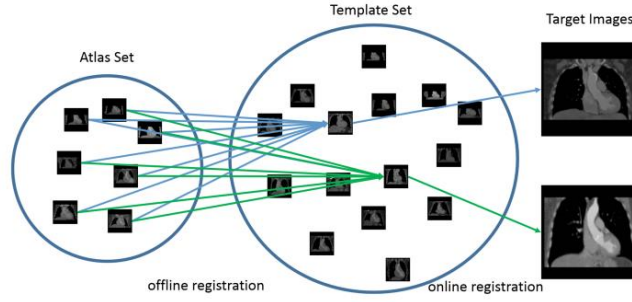 Template Set
Target Images
Atlas Set
offline registration
online registration